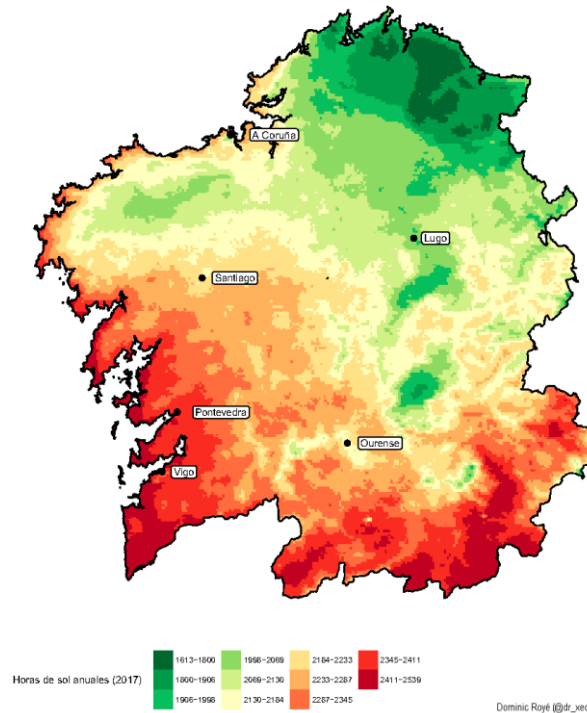 A Coruña
Lugo
Santiago
Pontevedra
Ourense
Vigo
Horas de sol anuales (2017)
1613-1800
1800-1906
1906-1998
1998-2069
2069-2130
2130-2184
2184-2233
2233-2287
2287-2345
2345-2411
2411-2539
Dominic Royé (@dr_xe